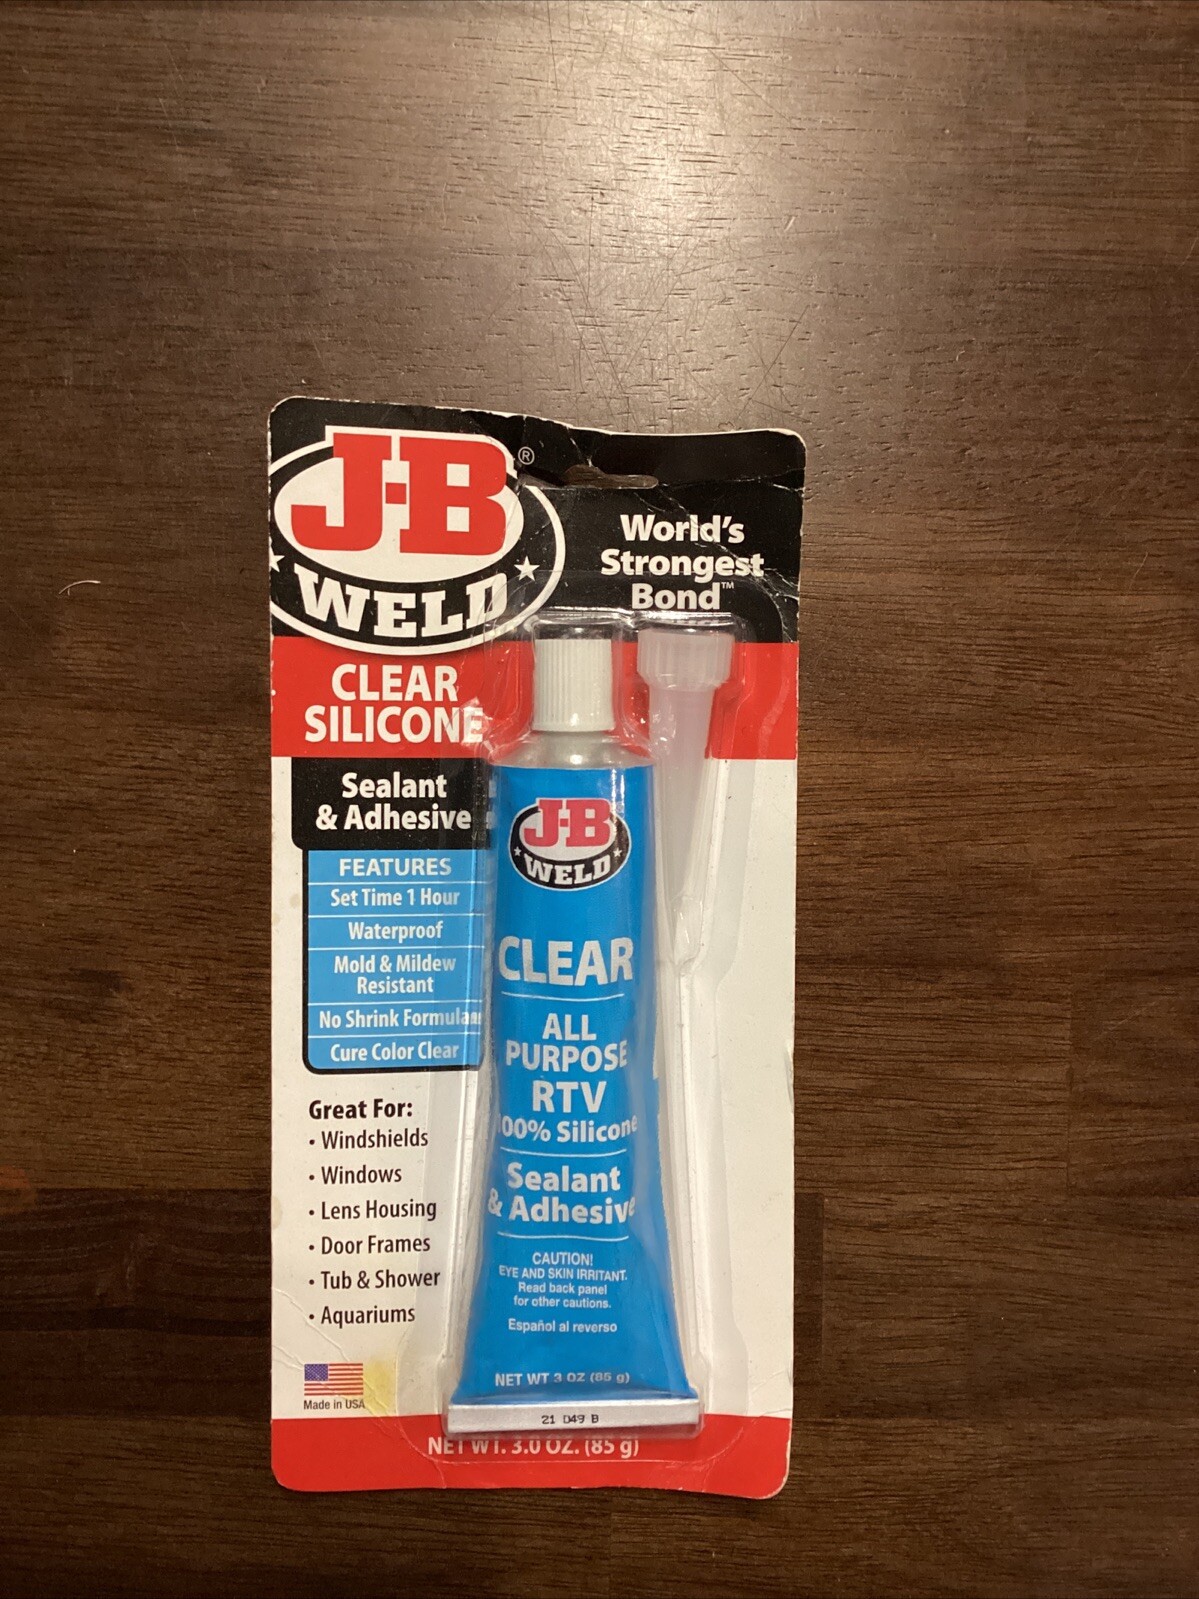 J-B®
WELD
World's
Strongest
Bond™
CLEAR
SILICONE
Sealant
& Adhesive
FEATURES
Set Time 1 Hour
Waterproof
Mold & Mildew
Resistant
No Shrink Formula
Cure Color Clear
Great For:
• Windshields
• Windows
• Lens Housing
• Door Frames
• Tub & Shower
• Aquariums
Made in USA
J-B
WELD
CLEAR
ALL
PURPOSE
RTV
100% Silicone
Sealant
& Adhesive
CAUTION!
EYE AND SKIN IRRITANT.
Read back panel
for other cautions.
Español al reverso
NET WT 3 OZ (85 g)
21 D49 B
NET WT. 3.0 OZ. (85 g)